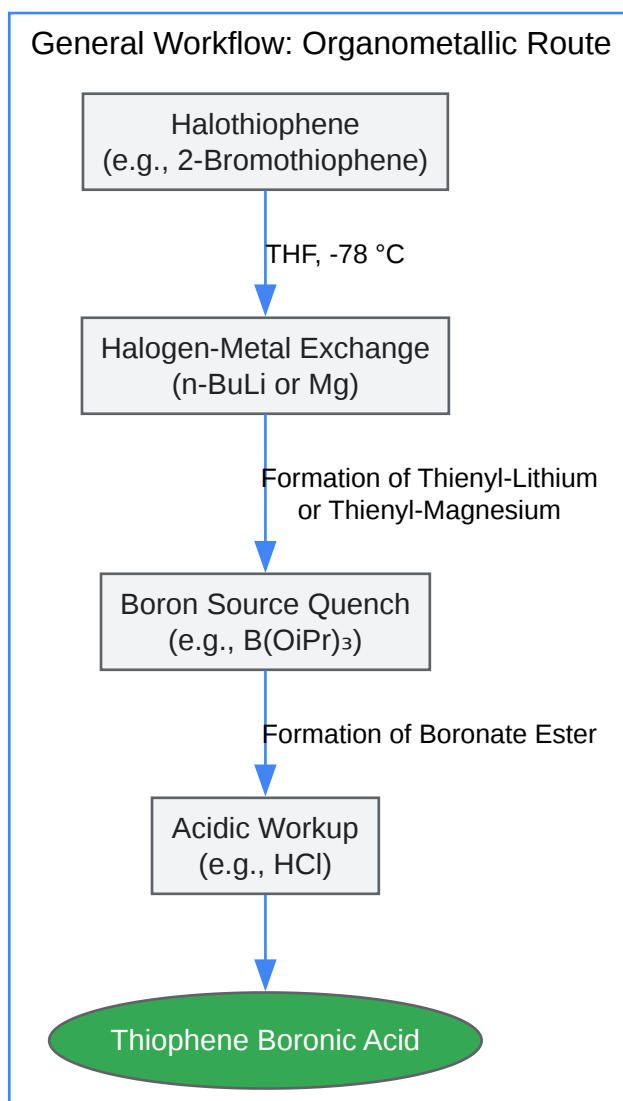 General Workflow: Organometallic Route
Halothiophene
(e.g., 2-Bromothiophene)
THF, -78 °C
Halogen-Metal Exchange
(n-BuLi or Mg)
Formation of Thienyl-Lithium
or Thienyl-Magnesium
Boron Source Quench
(e.g., B(OiPr)₃)
Formation of Boronate Ester
Acidic Workup
(e.g., HCl)
Thiophene Boronic Acid